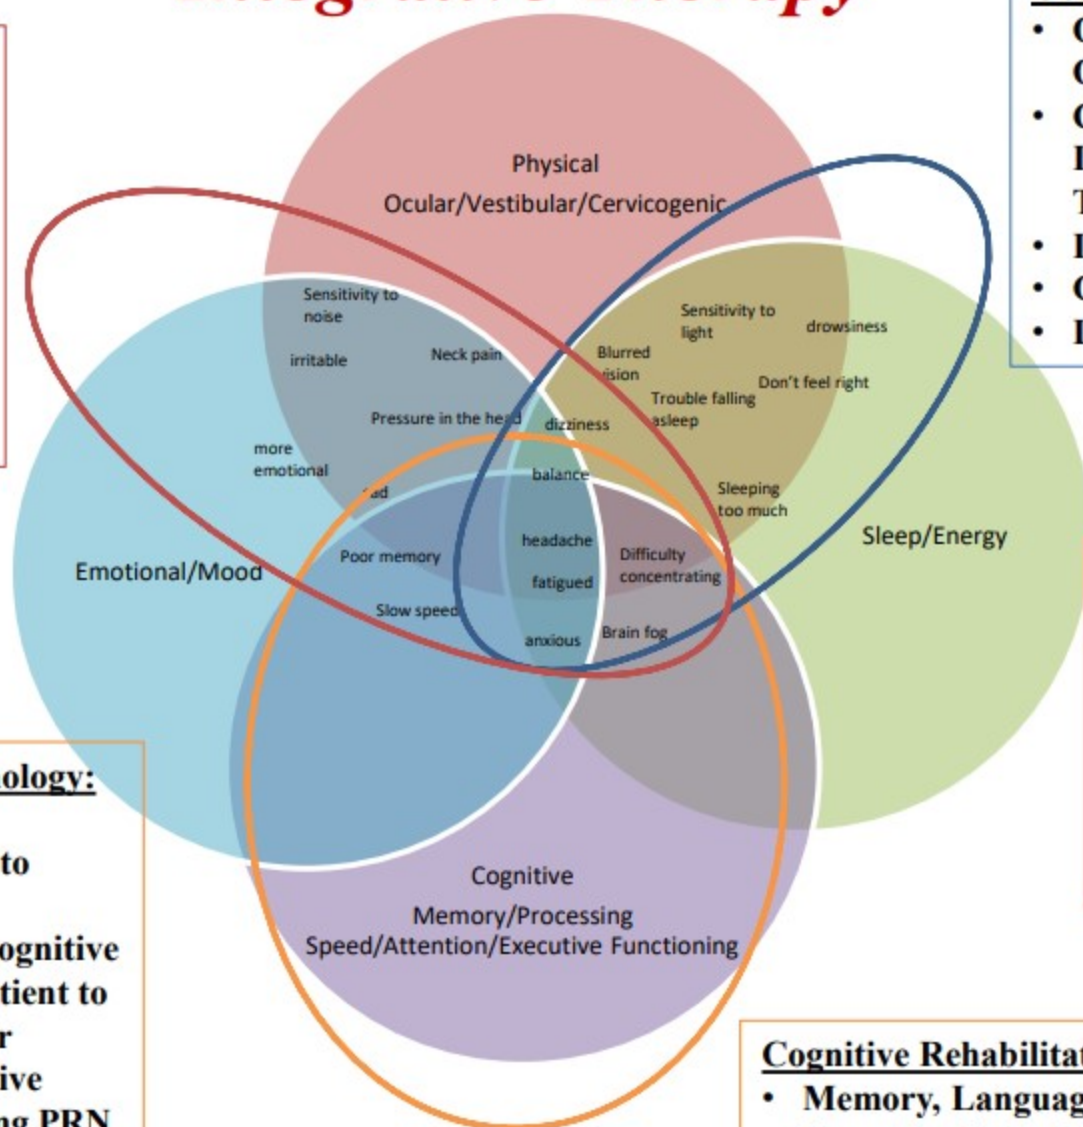 Physical
Ocular/Vestibular/Cervicogenic
Sensitivity to
noise
irritable
Neck pain
Pressure in the head
more
emotional
sad
Sensitivity to
light
drowsiness
Blurred
vision
Don't feel right
Trouble falling
asleep
dizziness
balance
Sleeping
too much
Sleep/Energy
Emotional/Mood
Poor memory
Slow speed
headache
fatigued
anxious
Difficulty
concentrating
Brain fog
Cognitive
Memory/Processing
Speed/Attention/Executive Functioning
ology:
to
ognitive
tient to
r
ive
ng PRN
Cognitive Rehabilitat
• Memory, Languag